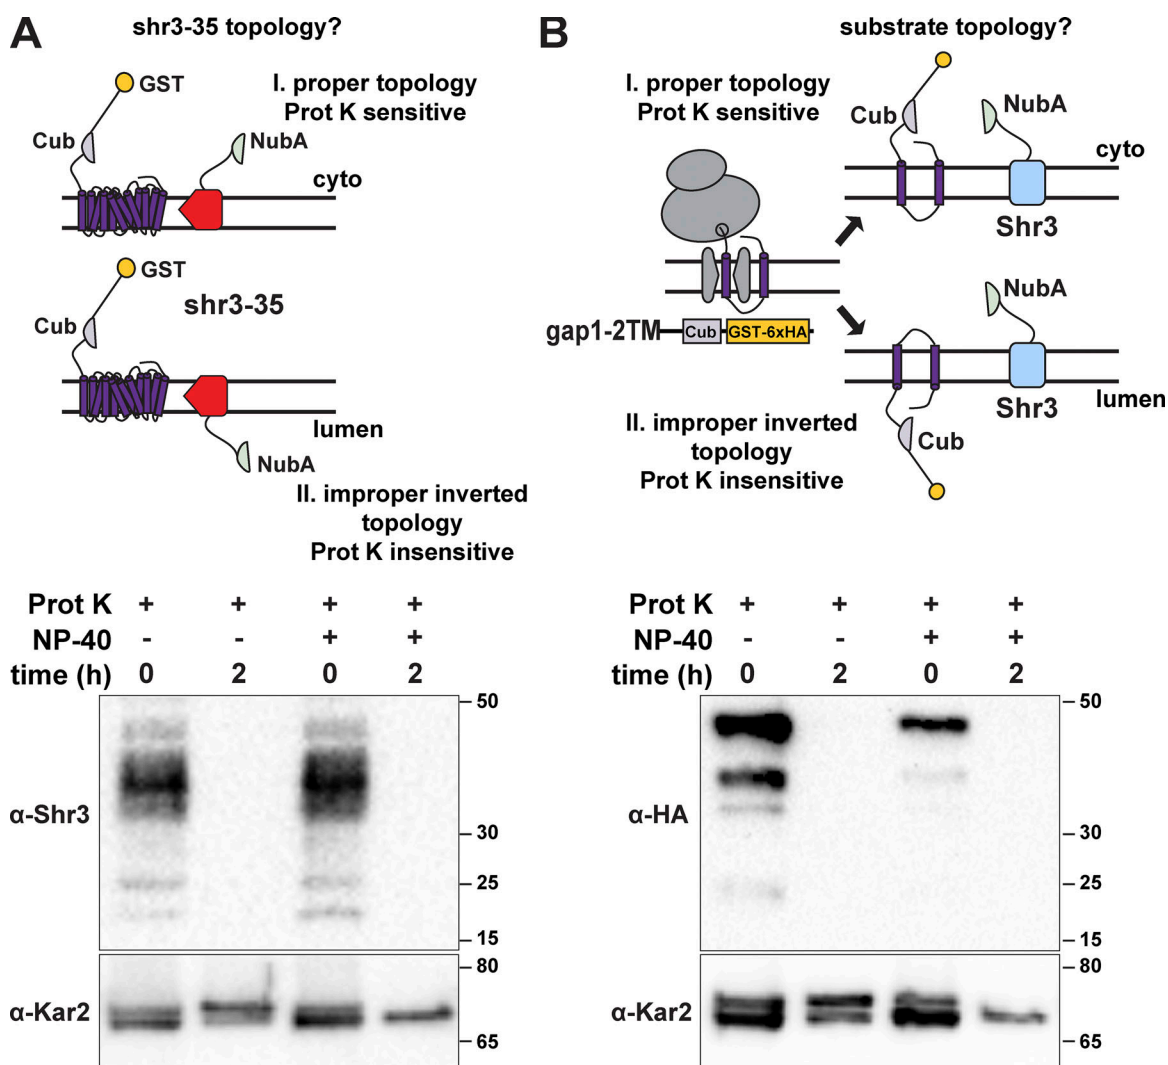 A
shr3-35 topology?
I. proper topology
Prot K sensitive
GST
Cub
NubA
cyto
GST
shr3-35
Cub
lumen
NubA
II. improper inverted
topology
Prot K insensitive
Prot K + + + +
NP-40 - - + +
time (h) 0 2 0 2
α-Shr3
50
30
25
15
α-Kar2
80
65
B
substrate topology?
I. proper topology
Prot K sensitive
Cub
NubA
cyto
Shr3
gap1-2TM
Cub
GST-6xHA
NubA
Shr3
lumen
Cub
II. improper inverted
topology
Prot K insensitive
Prot K + + + +
NP-40 - - + +
time (h) 0 2 0 2
α-HA
50
30
25
15
α-Kar2
80
65